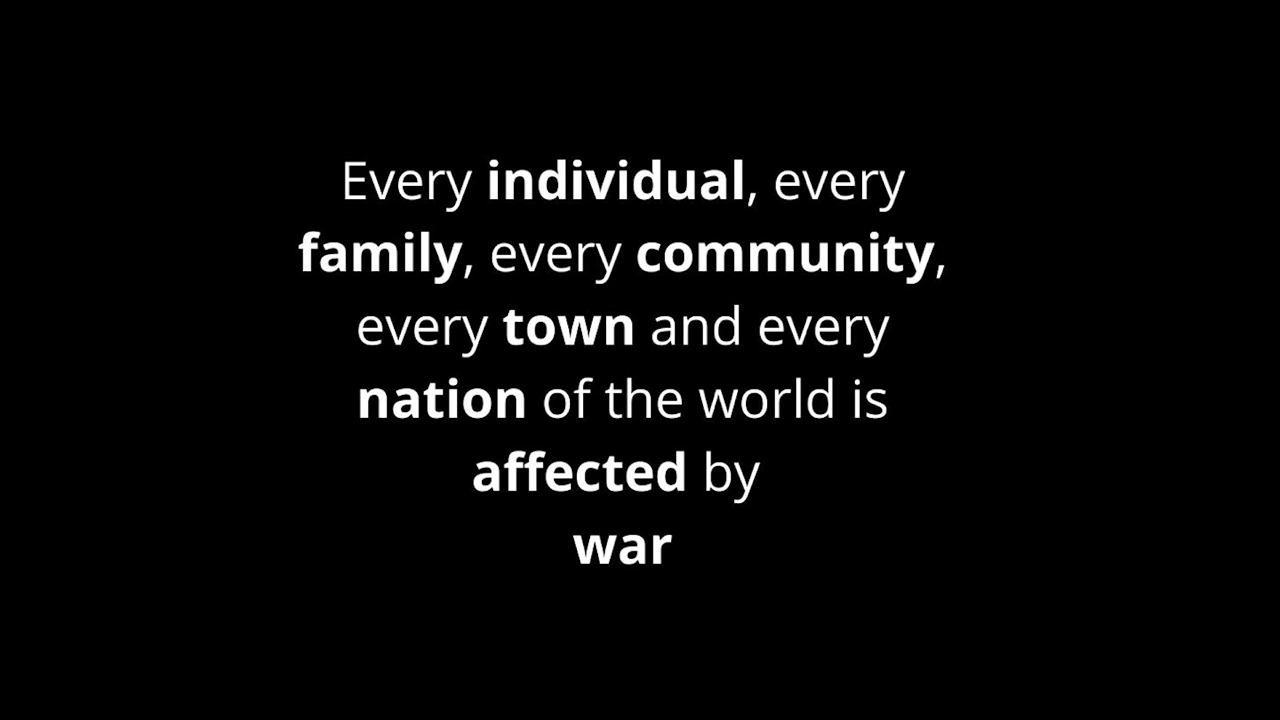 Every individual, every
family, every community,
every town and every
nation of the world is
affected by
war